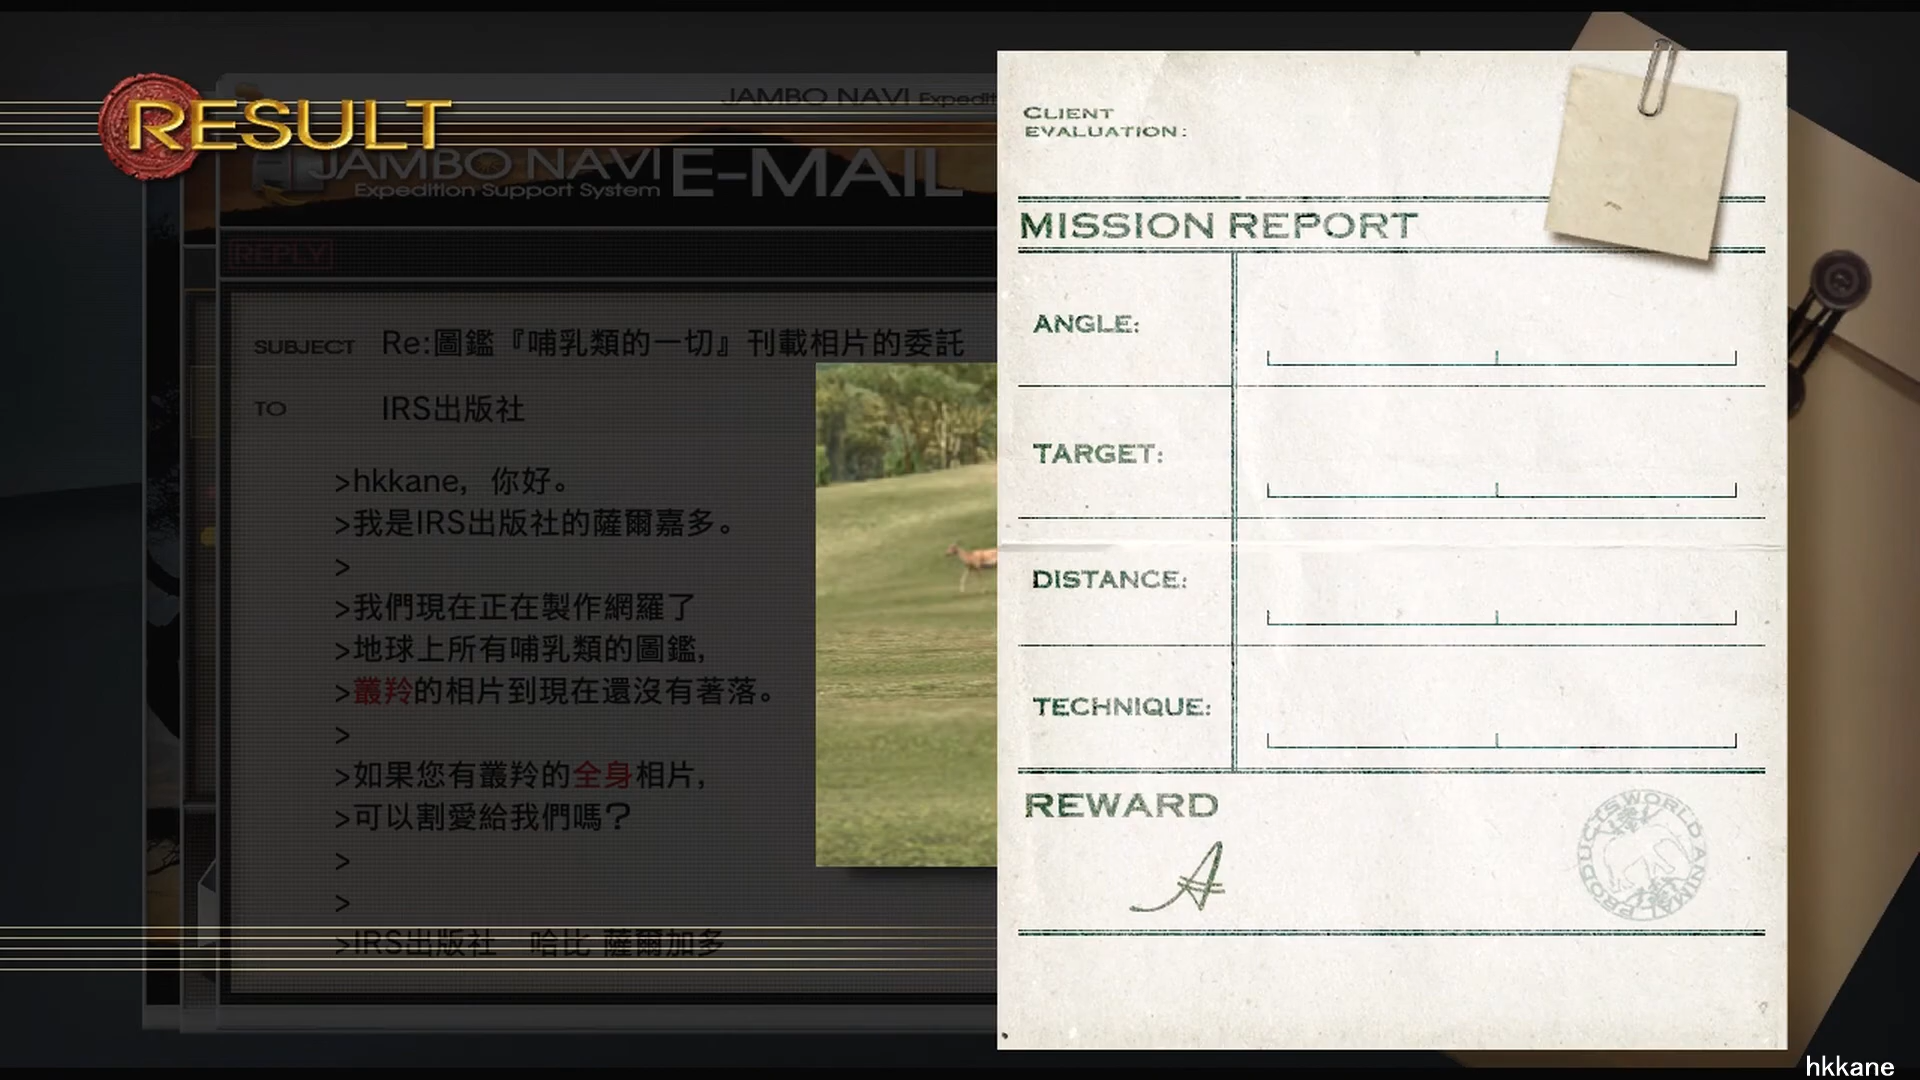 RESULT
JAMBO NAVI Expedit
JAMBO NAVI E-MAIL
Expedition Support System
REPLY
SUBJECT Re:圖鑑『哺乳類的一切』刊載相片的委託
TO IRS出版社
>hkkane, 你好。
>我是IRS出版社的薩爾嘉多。
>
>我們現在正在製作網羅了
>地球上所有哺乳類的圖鑑,
>叢羚的相片到現在還沒有著落。
>
>如果您有叢羚的全身相片,
>可以割愛給我們嗎?
>
>
>IRS出版社 哈比 薩爾加多
CLIENT
EVALUATION:
MISSION REPORT
ANGLE:
TARGET:
DISTANCE:
TECHNIQUE:
REWARD
A
WORLD ANIMAL PRODUCTS
hkkane